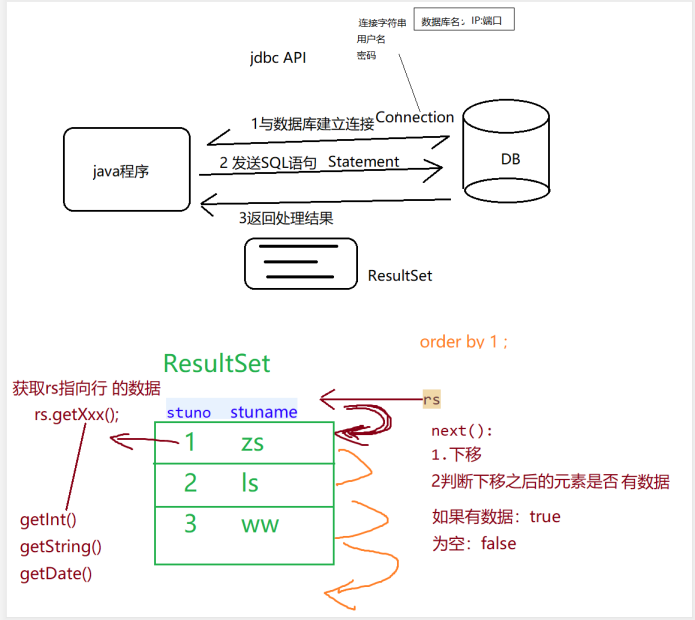 连接字符串 数据库名：IP:端口
用户名
密码
jdbc API
1与数据库建立连接 Connection
java程序
2 发送SQL语句 Statement
DB
3返回处理结果
ResultSet
order by 1 ;
ResultSet
获取rs指向行 的数据
rs.getXxx();
stuno stuname
rs
1 zs
2 ls
3 ww
next():
1.下移
2判断下移之后的元素是否 有数据
如果有数据：true
为空：false
getInt()
getString()
getDate()